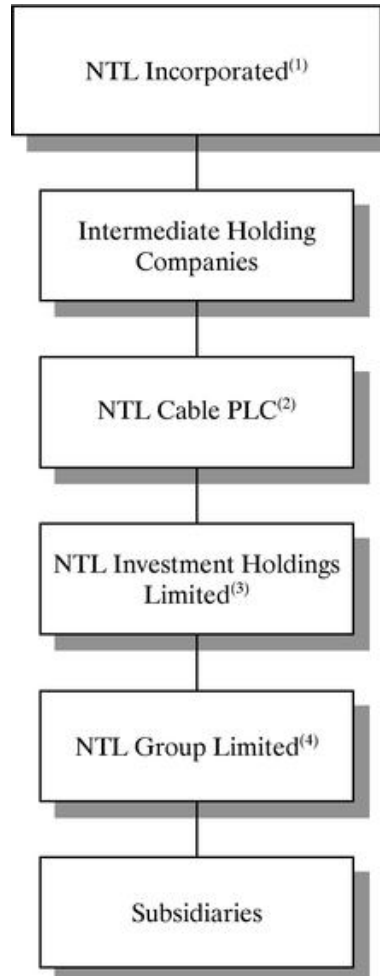 NTL Incorporated(1)
Intermediate Holding
Companies
NTL Cable PLC(2)
NTL Investment Holdings
Limited(3)
NTL Group Limited(4)
Subsidiaries